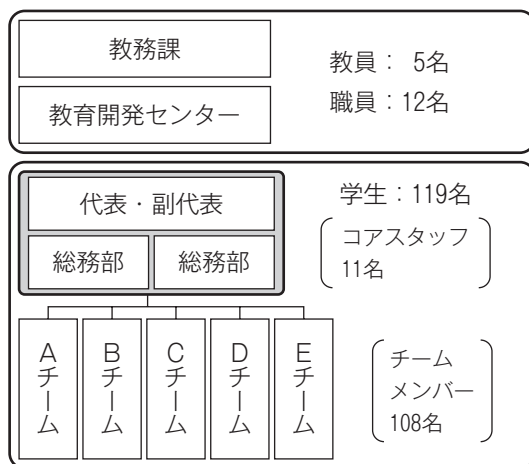 教務課
教育開発センター
教員： 5名
職員：12名
代表・副代表
総務部 総務部
学生：119名
コアスタッフ
11名
Aチーム
Bチーム
Cチーム
Dチーム
Eチーム
チーム
メンバー
108名